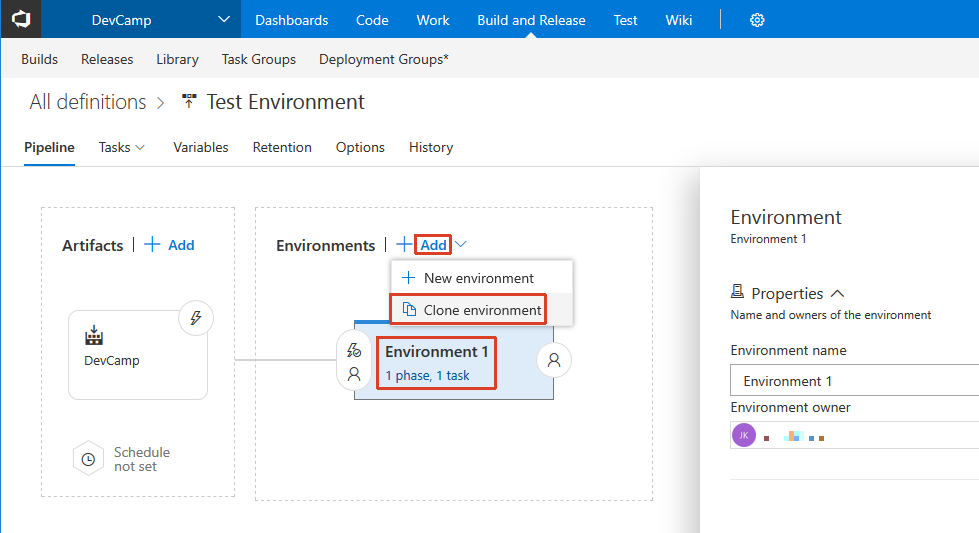 DevCamp
Dashboards Code Work Build and Release Test Wiki
Builds Releases Library Task Groups Deployment Groups*
All definitions > Test Environment
Pipeline Tasks Variables Retention Options History
Artifacts | + Add
Environments | + Add
New environment
Clone environment
DevCamp
Environment 1
1 phase, 1 task
Schedule
not set
Environment
Environment 1
Properties
Name and owners of the environment
Environment name
Environment 1
Environment owner
JK